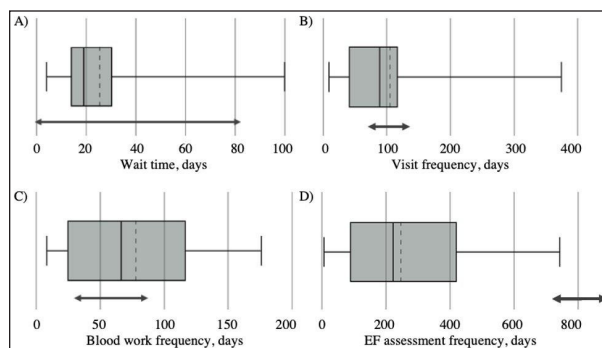 A)
0 20 40 60 80 100
Wait time, days
B)
0 100 200 300 400
Visit frequency, days
C)
0 50 100 150 200
Blood work frequency, days
D)
0 200 400 600 800
EF assessment frequency, days